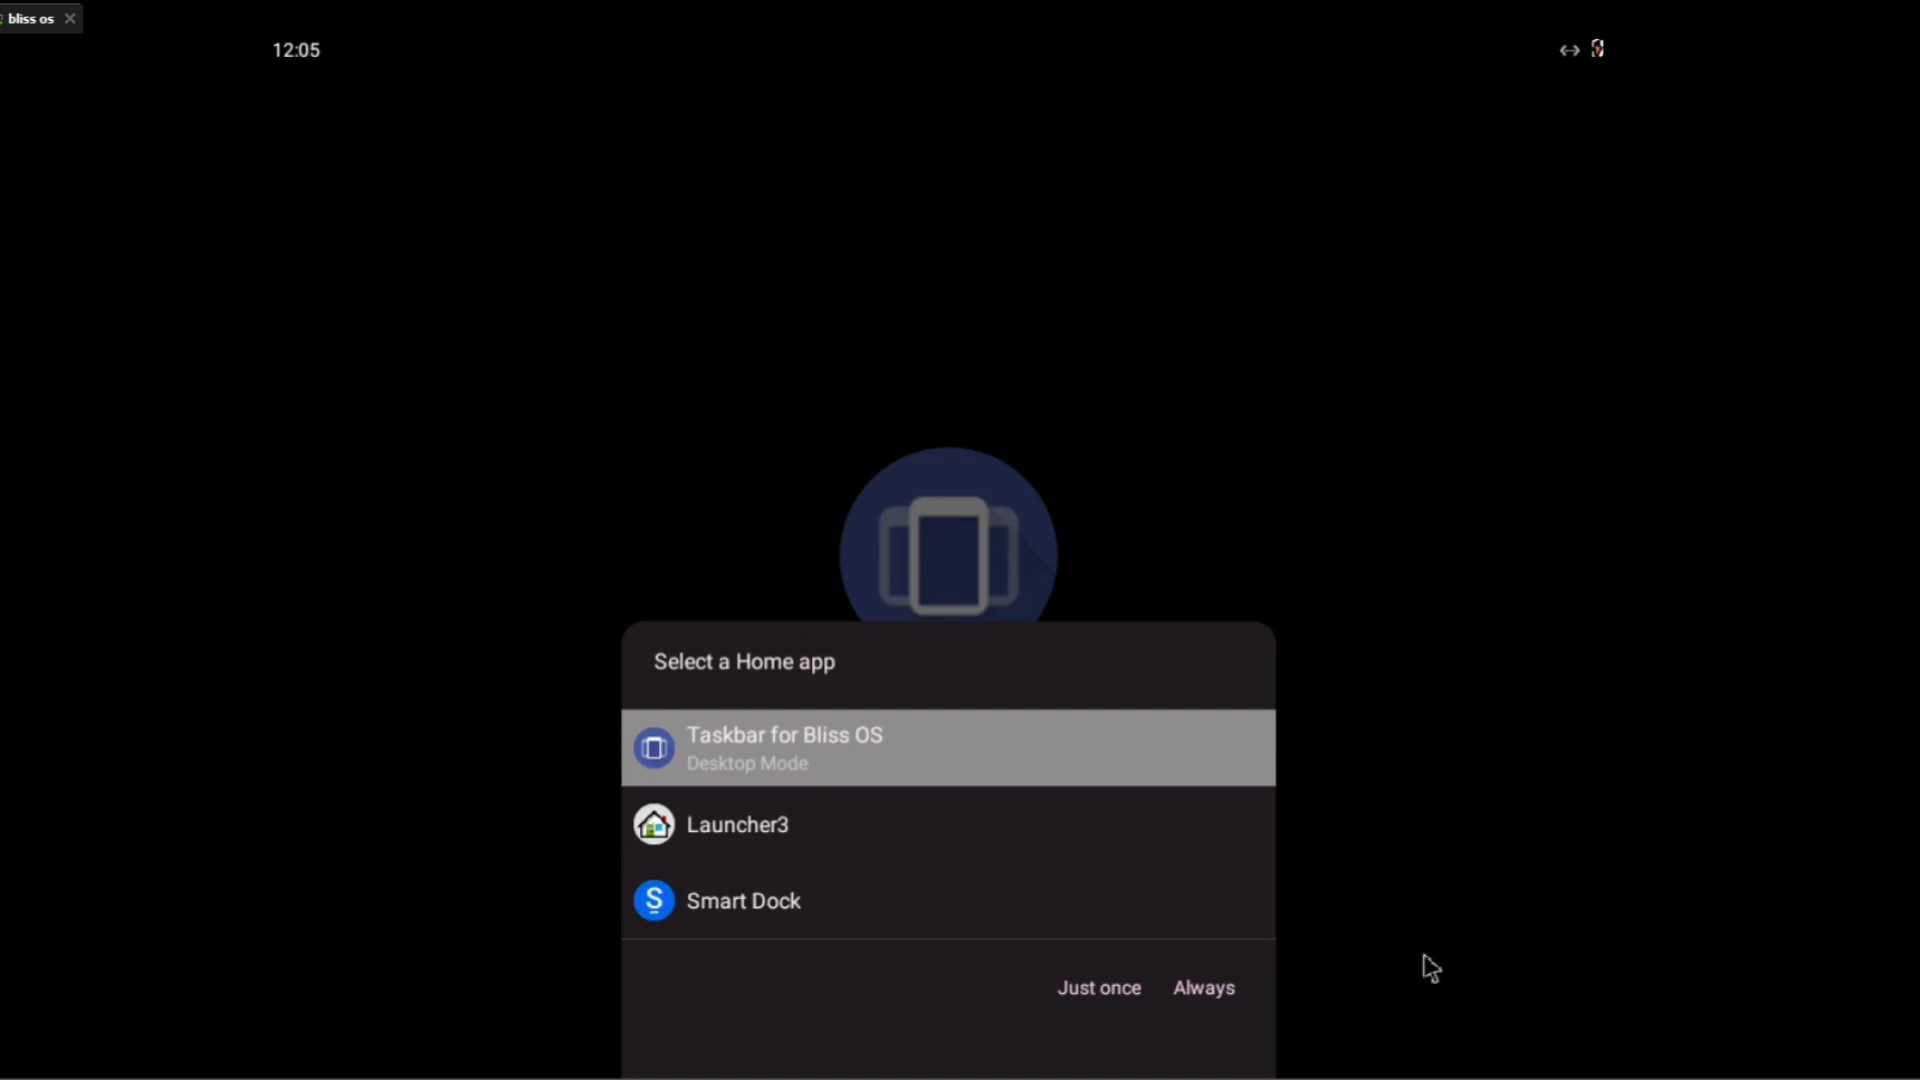 bliss os
12:05
Select a Home app
Taskbar for Bliss OS
Desktop Mode
Launcher3
S Smart Dock
Just once Always